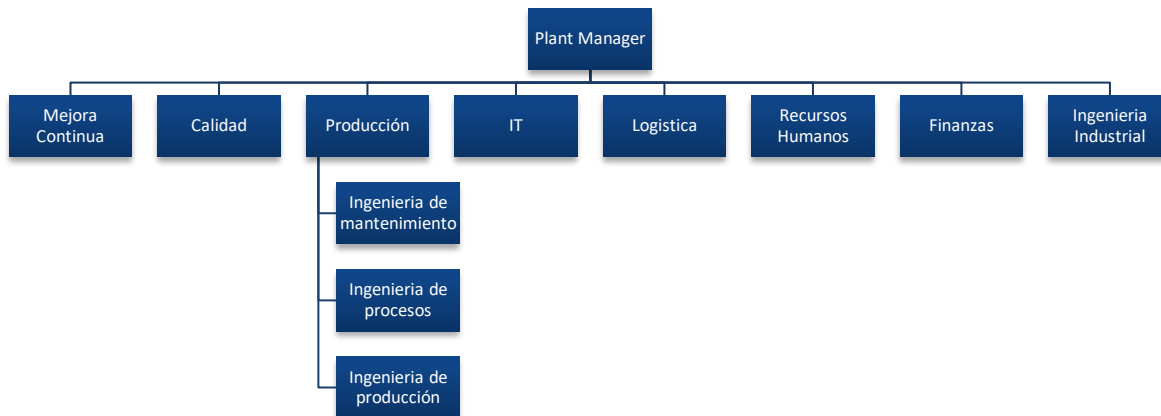 Plant Manager
Mejora
Continua
Calidad
Producción
IT
Logistica
Recursos
Humanos
Finanzas
Ingenieria
Industrial
Ingenieria de
mantenimiento
Ingenieria de
procesos
Ingenieria de
producción